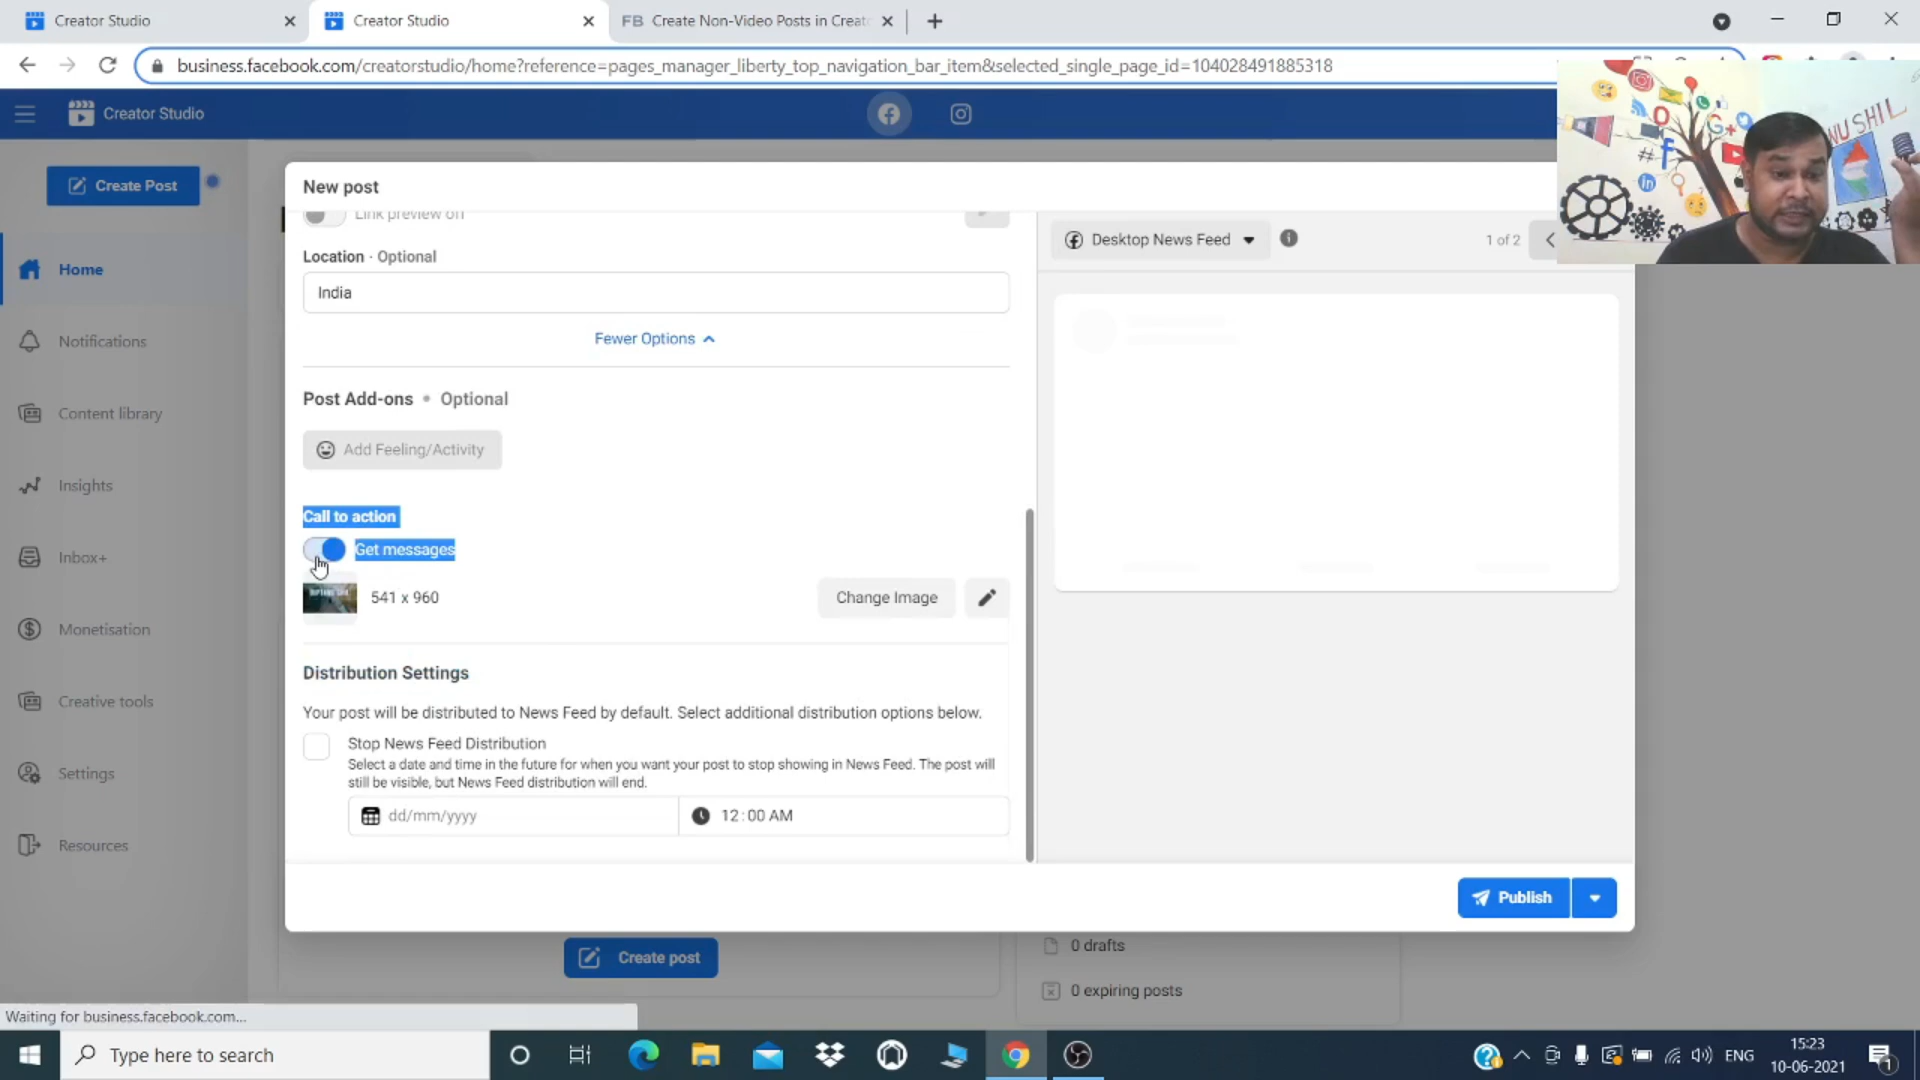 Creator Studio
Creator Studio
FB Create Non-Video Posts in Creat
business.facebook.com/creatorstudio/home?reference=pages_manager_liberty_top_navigation_bar_item&selected_single_page_id=104028491885318
Creator Studio
Create Post
New post
Link preview off
Home
Location · Optional
Desktop News Feed
1 of 2
India
Notifications
Fewer Options
Post Add-ons • Optional
Content library
Add Feeling/Activity
Insights
Call to action
Get messages
Inbox+
541 x 960
Change Image
Monetisation
Distribution Settings
Creative tools
Your post will be distributed to News Feed by default. Select additional distribution options below.
Stop News Feed Distribution
Select a date and time in the future for when you want your post to stop showing in News Feed. The post will
still be visible, but News Feed distribution will end.
Settings
dd/mm/yyyy
12:00 AM
Resources
Publish
0 drafts
Create post
0 expiring posts
Waiting for business.facebook.com...
Type here to search
ENG
15:23
10-06-2021
1